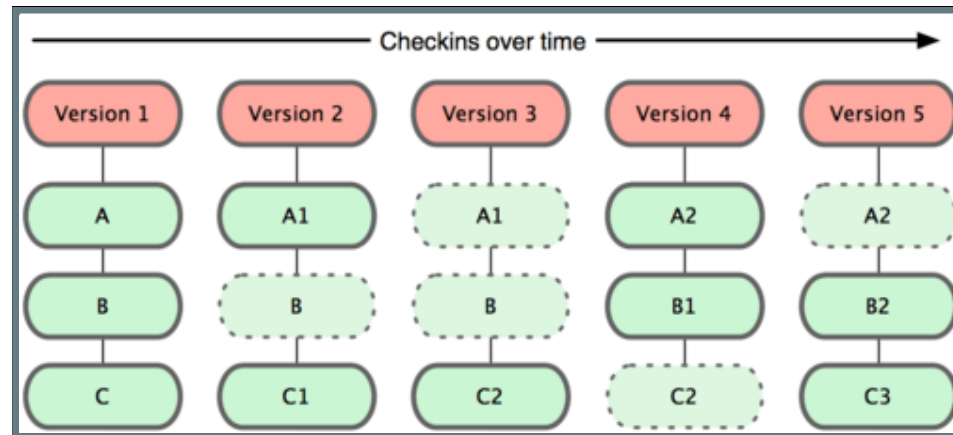 Checkins over time
Version 1 Version 2 Version 3 Version 4 Version 5
A A1 A1 A2 A2
B B B B1 B2
C C1 C2 C2 C3